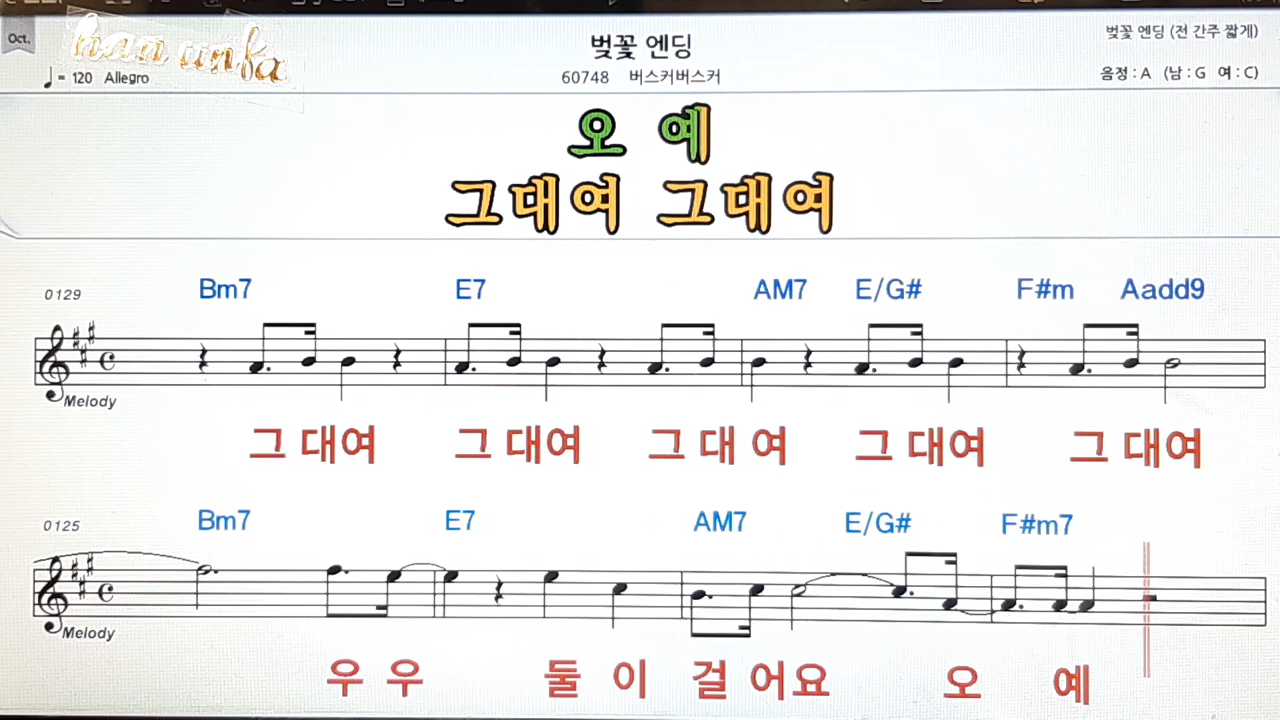 Oct.
han unfa
벚꽃 엔딩
벚꽃 엔딩 (전 간주 짧게)
♩= 120 Allegro
60748 버스커버스커
음정 : A (남 : G 여 : C)
오 예
그대여 그대여
0129
Bm7 E7 AM7 E/G# F#m Aadd9
Melody
그 대여 그 대여 그 대 여 그 대여 그 대여
0125
Bm7 E7 AM7 E/G# F#m7
Melody
우 우 둘 이 걸 어요 오 예